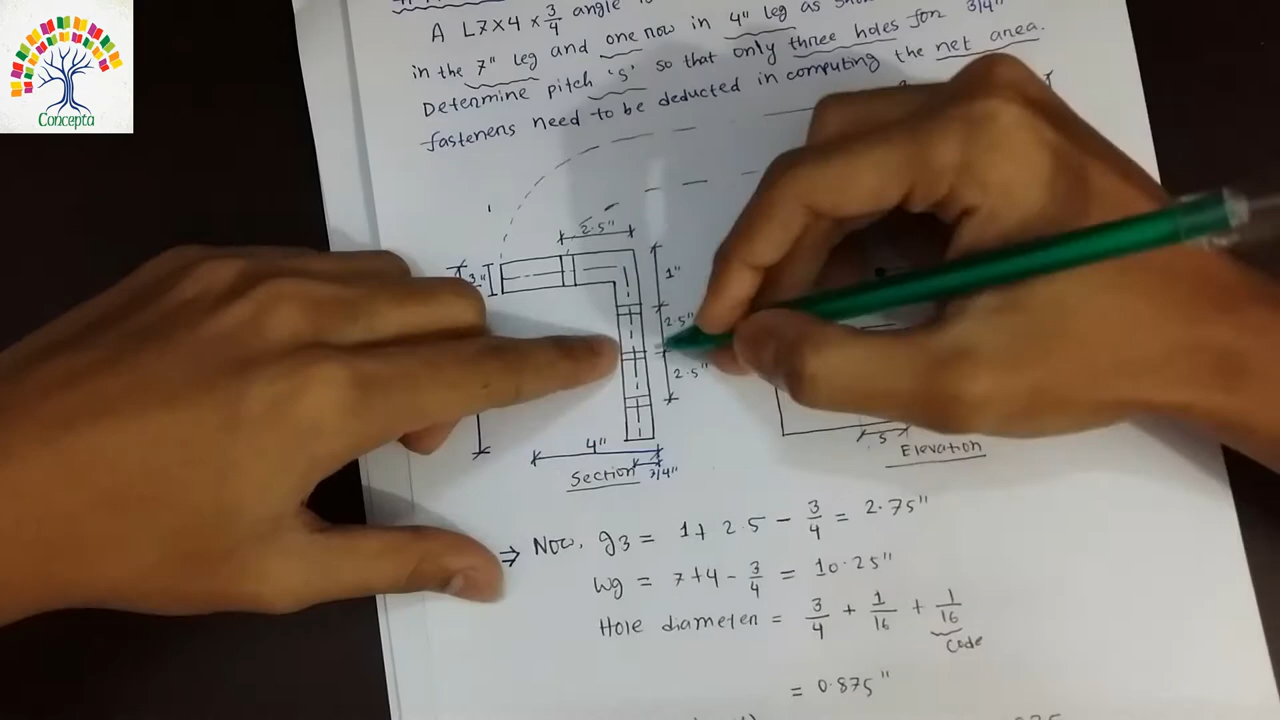 Concepta
A L7×4×3/4 angle
in the 7" leg and one row in 4" leg as
Determine pitch 's' so that only three holes for 3/4"
fasteners need to be deducted in computing the net area.
2.5"
3"
1"
2.5"
2.5"
4"
3/4"
Section
s
Elevation
⇒ Now, g3 = 1+2.5 - 3/4 = 2.75"
wg = 7+4 - 3/4 = 10.25"
Hole diameter = 3/4 + 1/16 + 1/16
Code
= 0.875"